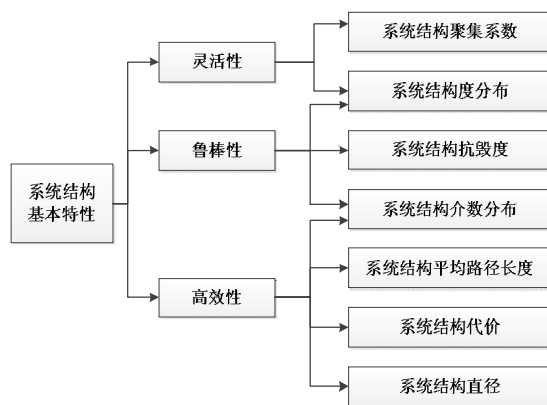 系统结构
基本特性
灵活性
鲁棒性
高效性
系统结构聚集系数
系统结构度分布
系统结构抗毁度
系统结构介数分布
系统结构平均路径长度
系统结构代价
系统结构直径